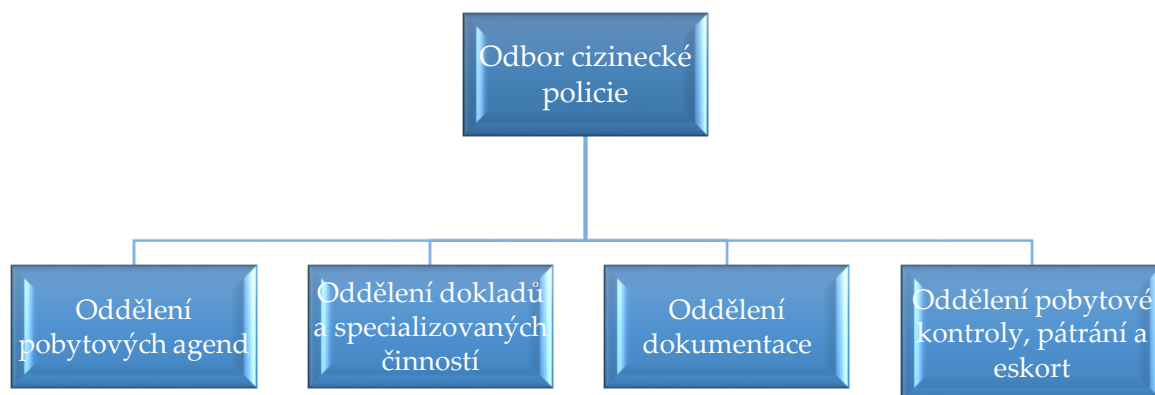 Odbor cizinecké
policie
Oddělení
pobytových agend
Oddělení dokladů
a specializovaných
činností
Oddělení
dokumentace
Oddělení pobytové
kontroly, pátrání a
eskort